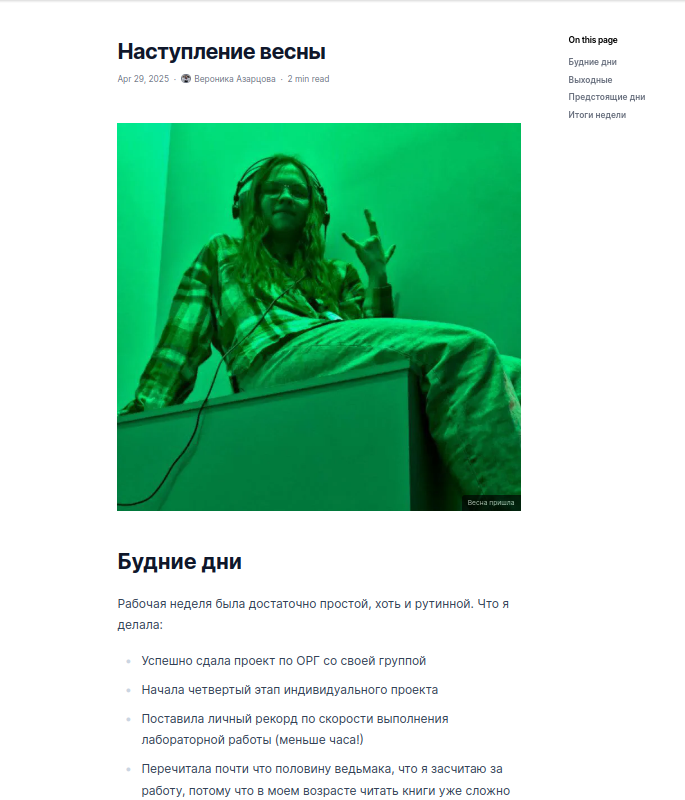 Наступление весны
Apr 29, 2025 · Вероника Азарцова · 2 min read
On this page
Будние дни
Выходные
Предстоящие дни
Итоги недели
Весна пришла
Будние дни
Рабочая неделя была достаточно простой, хоть и рутинной. Что я
делала:
Успешно сдала проект по ОРГ со своей группой
Начала четвертый этап индивидуального проекта
Поставила личный рекорд по скорости выполнения
лабораторной работы (меньше часа!)
Перечитала почти что половину ведьмака, что я засчитаю за
работу, потому что в моем возрасте читать книги уже сложно